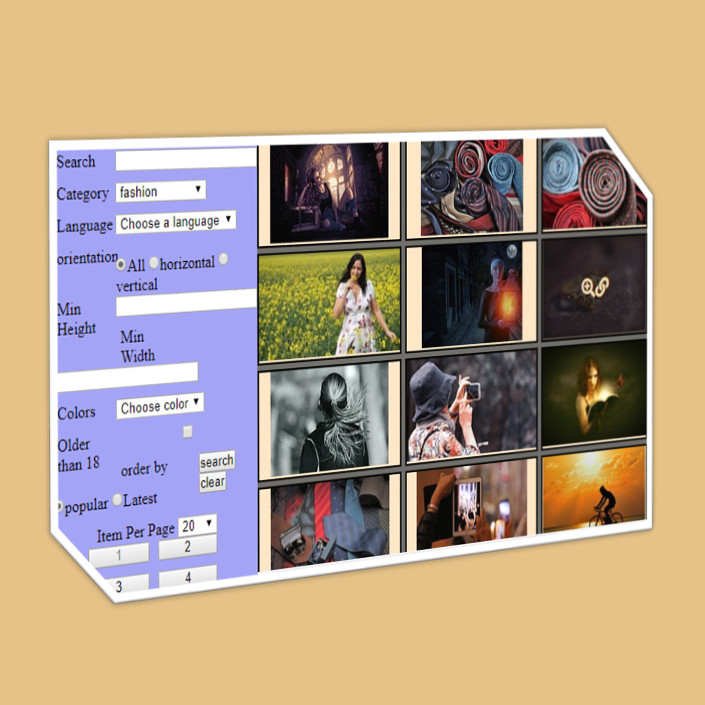 Search
Category fashion
Language Choose a language
orientation All horizontal
vertical
Min
Height
Min
Width
Colors Choose color
Older
than 18
order by search
clear
popular Latest
Item Per Page 20
1 2
3 4